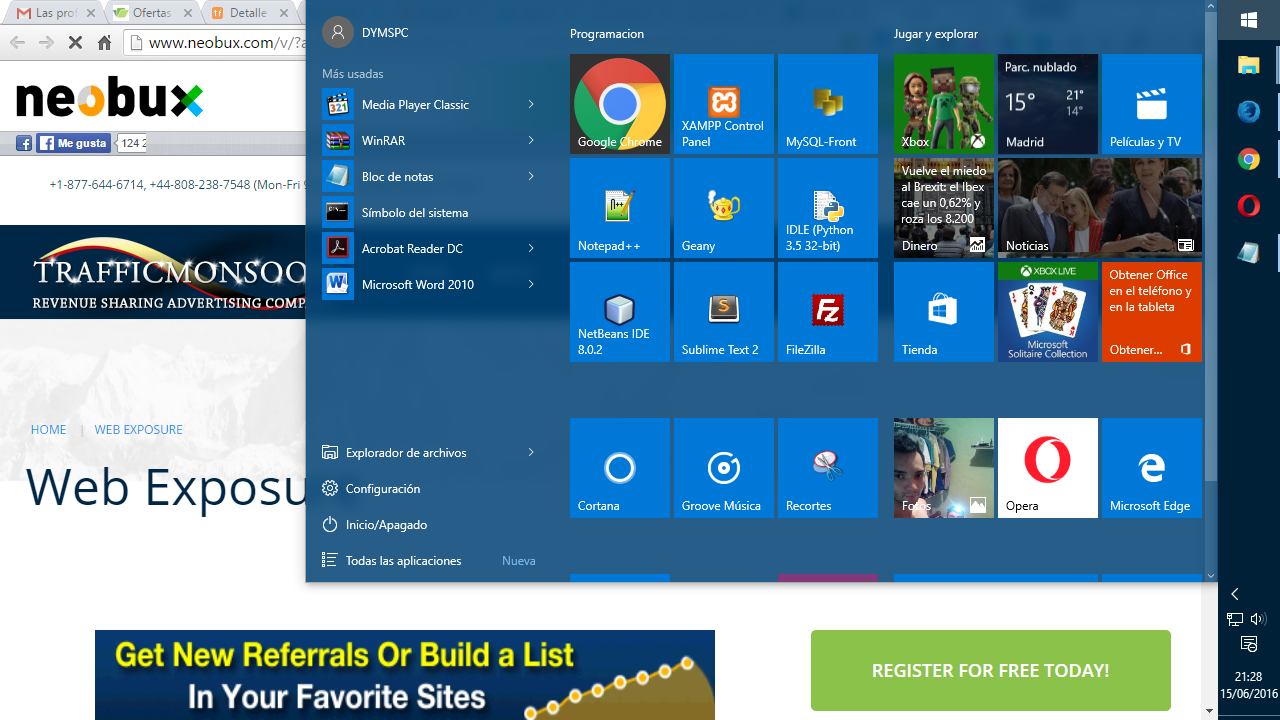 Las prof
Ofertas
Detalle
www.neobux.com/v/?a
neobux
Me gusta
124 2
+1-877-644-6714, +44-808-238-7548 (Mon-Fri 9
TRAFFICMONSOO
REVENUE SHARING ADVERTISING COMP
HOME | WEB EXPOSURE
Web Exposu
Get New Referrals Or Build a List
In Your Favorite Sites
REGISTER FOR FREE TODAY!
DYMSPC
Más usadas
Media Player Classic
WinRAR
Bloc de notas
Símbolo del sistema
Acrobat Reader DC
Microsoft Word 2010
Explorador de archivos
Configuración
Inicio/Apagado
Todas las aplicaciones
Nueva
Programacion
Google Chrome
XAMPP Control
Panel
MySQL-Front
Notepad++
Geany
IDLE (Python
3.5 32-bit)
NetBeans IDE
8.0.2
Sublime Text 2
FileZilla
Cortana
Groove Música
Recortes
Jugar y explorar
Xbox
Parc. nublado
15°
21°
14°
Madrid
Películas y TV
Vuelve el miedo
al Brexit: el Ibex
cae un 0,62% y
roza los 8.200
Dinero
Noticias
Tienda
XBOX LIVE
Microsoft
Solitaire Collection
Obtener Office
en el teléfono y
en la tableta
Obtener...
Fotos
Opera
Microsoft Edge
21:28
15/06/2016